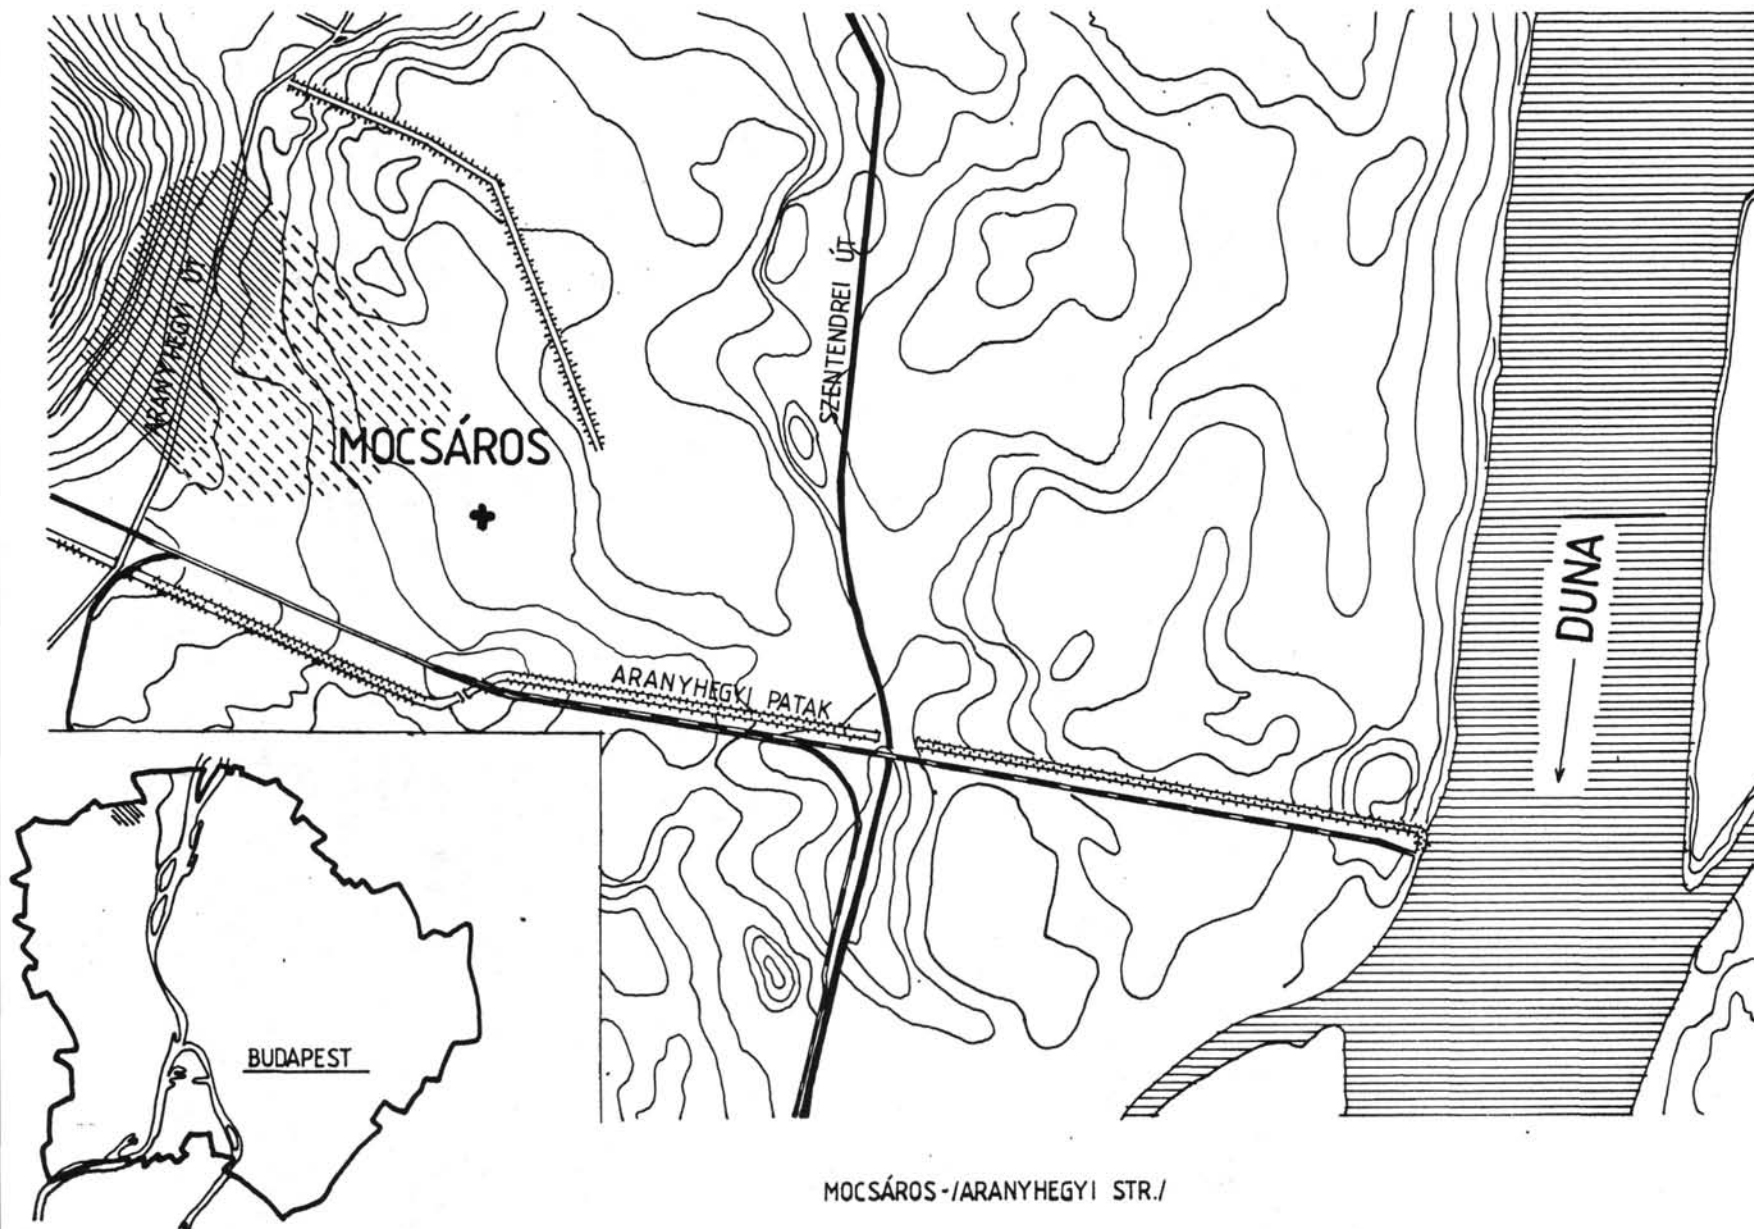 ARANYHEGYI ÚT
SZENTENDREI ÚT
MOCSÁROS
DUNA
ARANYHEGYI PATAK
BUDAPEST
MOCSÁROS-/ARANYHEGYI STR./